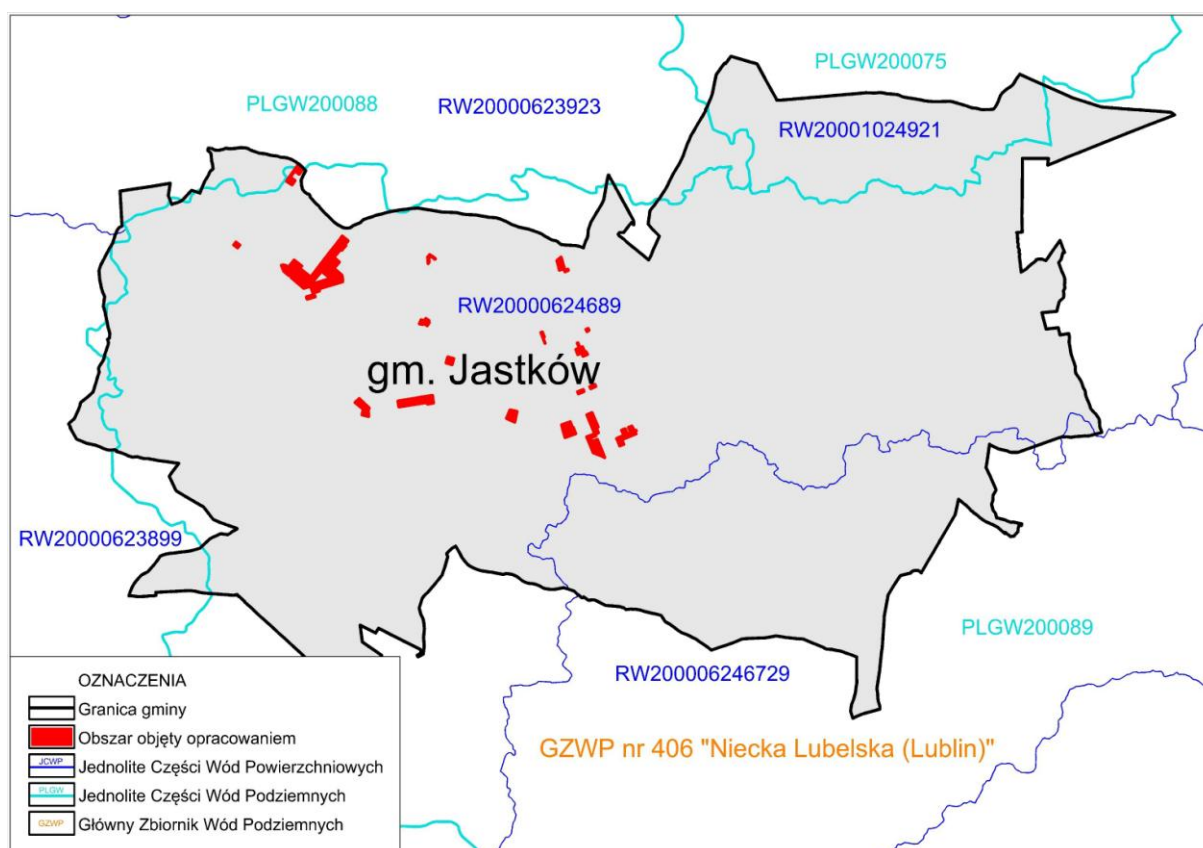 PLGW200075
PLGW200088
RW20000623923
RW20001024921
RW20000624689
gm. Jastków
RW20000623899
PLGW200089
RW200006246729
GZWP nr 406 "Niecka Lubelska (Lublin)"
OZNACZENIA
Granica gminy
Obszar objęty opracowaniem
JCWP
Jednolite Części Wód Powierzchniowych
PLGW
Jednolite Części Wód Podziemnych
GZWP
Główny Zbiornik Wód Podziemnych